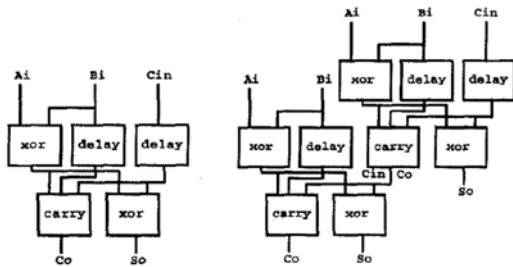 Ai Bi Cin
xor delay delay
carry xor
Co So
Ai Bi Cin
xor delay delay
Ai Bi
xor delay carry xor
Cin Co
So
carry xor
Co So